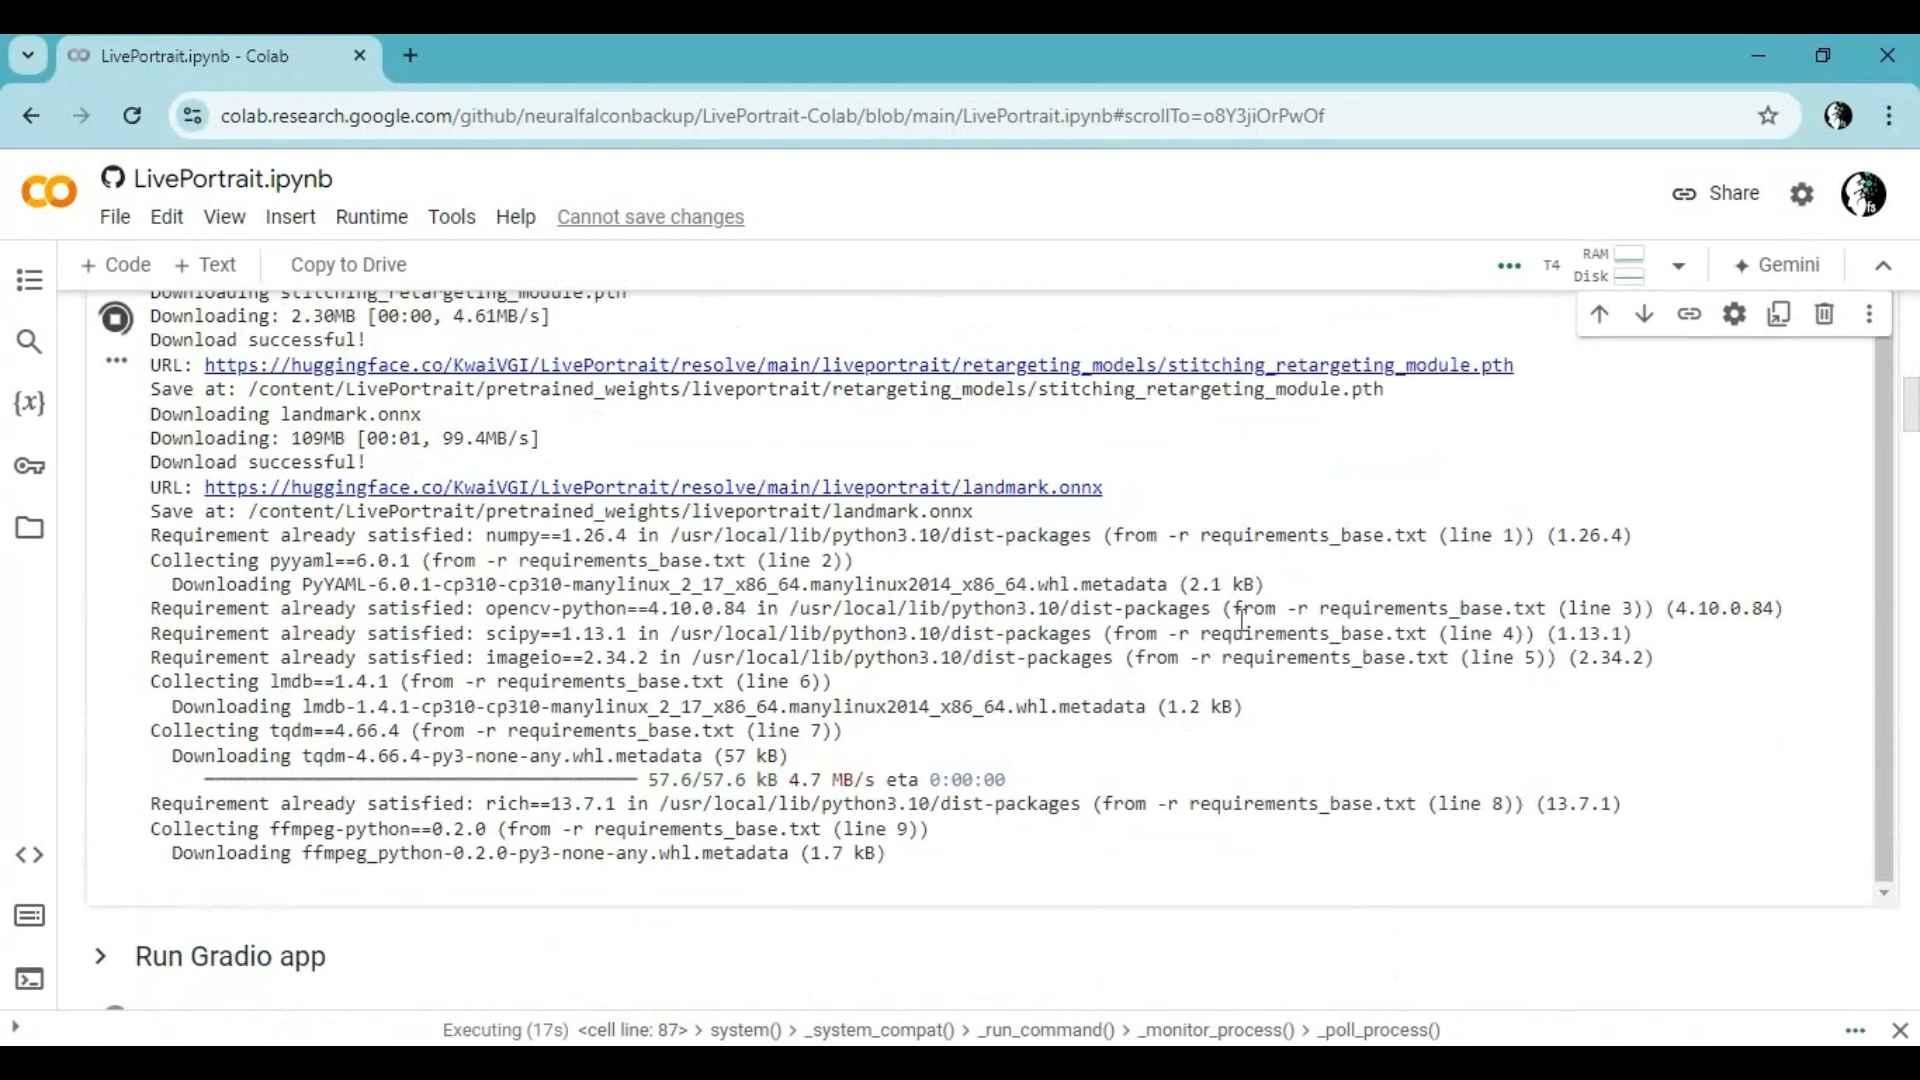 LivePortrait.ipynb - Colab
colab.research.google.com/github/neuralfalconbackup/LivePortrait-Colab/blob/main/LivePortrait.ipynb#scrollTo=o8Y3jiOrPwOf
LivePortrait.ipynb
Share
File Edit View Insert Runtime Tools Help Cannot save changes
+ Code + Text Copy to Drive
T4 RAM Disk Gemini
Downloading stitching_retargeting_module.pth
Downloading: 2.30MB [00:00, 4.61MB/s]
Download successful!
URL: https://huggingface.co/KwaiVGI/LivePortrait/resolve/main/liveportrait/retargeting_models/stitching_retargeting_module.pth
Save at: /content/LivePortrait/pretrained_weights/liveportrait/retargeting_models/stitching_retargeting_module.pth
Downloading landmark.onnx
Downloading: 109MB [00:01, 99.4MB/s]
Download successful!
URL: https://huggingface.co/KwaiVGI/LivePortrait/resolve/main/liveportrait/landmark.onnx
Save at: /content/LivePortrait/pretrained_weights/liveportrait/landmark.onnx
Requirement already satisfied: numpy==1.26.4 in /usr/local/lib/python3.10/dist-packages (from -r requirements_base.txt (line 1)) (1.26.4)
Collecting pyyaml==6.0.1 (from -r requirements_base.txt (line 2))
Downloading PyYAML-6.0.1-cp310-cp310-manylinux_2_17_x86_64.manylinux2014_x86_64.whl.metadata (2.1 kB)
Requirement already satisfied: opencv-python==4.10.0.84 in /usr/local/lib/python3.10/dist-packages (from -r requirements_base.txt (line 3)) (4.10.0.84)
Requirement already satisfied: scipy==1.13.1 in /usr/local/lib/python3.10/dist-packages (from -r requirements_base.txt (line 4)) (1.13.1)
Requirement already satisfied: imageio==2.34.2 in /usr/local/lib/python3.10/dist-packages (from -r requirements_base.txt (line 5)) (2.34.2)
Collecting lmdb==1.4.1 (from -r requirements_base.txt (line 6))
Downloading lmdb-1.4.1-cp310-cp310-manylinux_2_17_x86_64.manylinux2014_x86_64.whl.metadata (1.2 kB)
Collecting tqdm==4.66.4 (from -r requirements_base.txt (line 7))
Downloading tqdm-4.66.4-py3-none-any.whl.metadata (57 kB)
57.6/57.6 kB 4.7 MB/s eta 0:00:00
Requirement already satisfied: rich==13.7.1 in /usr/local/lib/python3.10/dist-packages (from -r requirements_base.txt (line 8)) (13.7.1)
Collecting ffmpeg-python==0.2.0 (from -r requirements_base.txt (line 9))
Downloading ffmpeg_python-0.2.0-py3-none-any.whl.metadata (1.7 kB)
Run Gradio app
Executing (17s) <cell line: 87> > system() > _system_compat() > _run_command() > _monitor_process() > _poll_process()